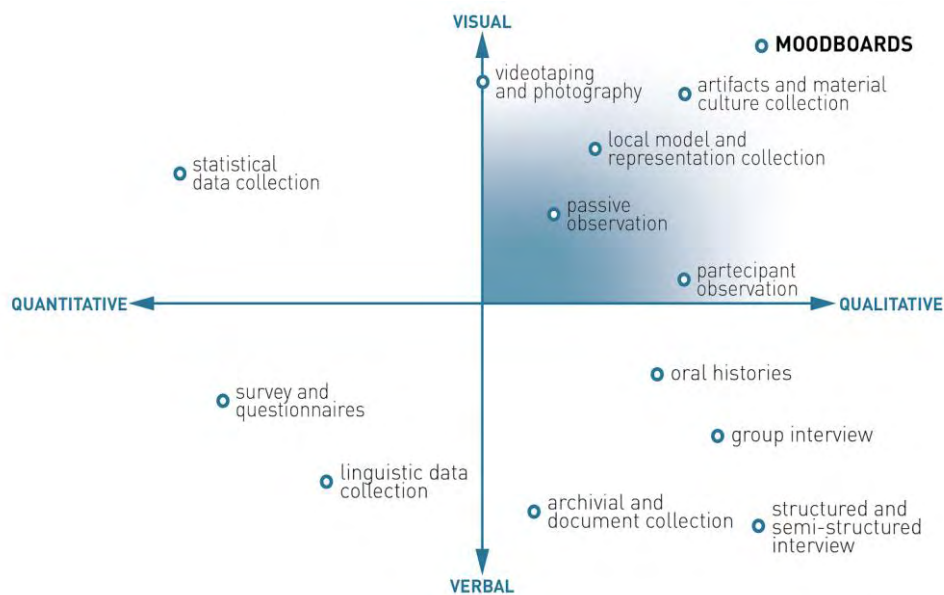 VISUAL
MOODBOARDS
videotaping
and photography
artifacts and material
culture collection
local model and
representation collection
statistical
data collection
passive
observation
partecipant
observation
QUANTITATIVE
QUALITATIVE
oral histories
survey and
questionnaires
group interview
linguistic data
collection
archivial and
document collection
structured and
semi-structured
interview
VERBAL